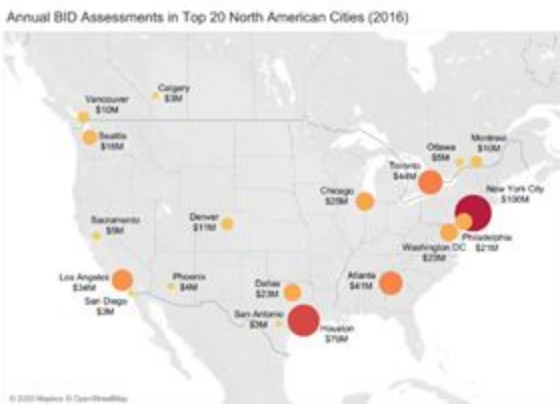 Annual BID Assessments in Top 20 North American Cities (2016)
Calgary
$3M
Vancouver
$10M
Seattle
$16M
Ottawa
$5M
Montreal
$10M
Toronto
$44M
Chicago
New York City
$100M
Sacramento
$5M
Denver
$11M
Philadelphia
$21M
Washington DC
$23M
Los Angeles
$34M
Phoenix
$4M
San Diego
$3M
Dallas
$23M
Atlanta
$41M
San Antonio
$3M
Houston
© 2020 Mapbox © OpenStreetMap